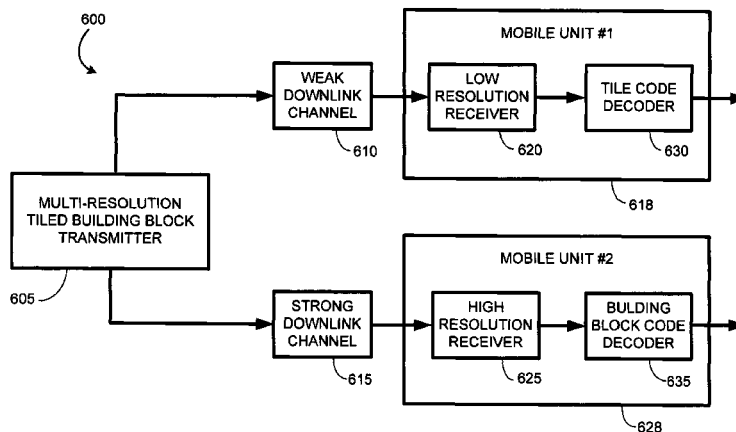 600
MOBILE UNIT #1
WEAK
DOWNLINK
CHANNEL
610
LOW
RESOLUTION
RECEIVER
620
TILE CODE
DECODER
630
618
MULTI-RESOLUTION
TILED BUILDING BLOCK
TRANSMITTER
605
MOBILE UNIT #2
STRONG
DOWNLINK
CHANNEL
615
HIGH
RESOLUTION
RECEIVER
625
BULDING
BLOCK CODE
DECODER
635
628